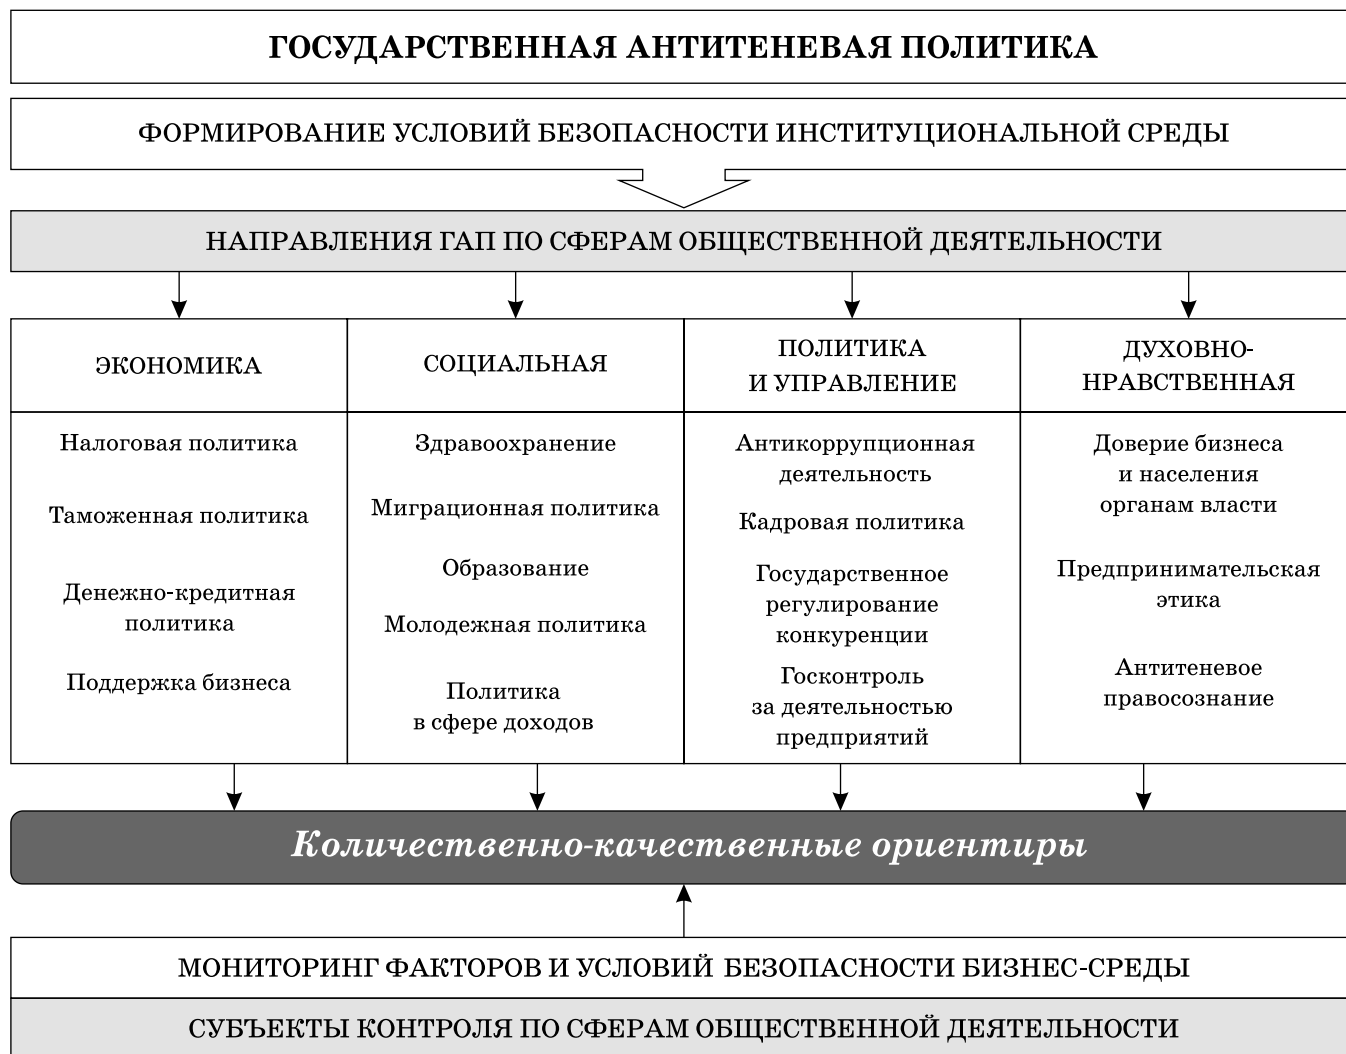 ГОСУДАРСТВЕННАЯ АНТИТЕНЕВАЯ ПОЛИТИКА
ФОРМИРОВАНИЕ УСЛОВИЙ БЕЗОПАСНОСТИ ИНСТИТУЦИОНАЛЬНОЙ СРЕДЫ
НАПРАВЛЕНИЯ ГАП ПО СФЕРАМ ОБЩЕСТВЕННОЙ ДЕЯТЕЛЬНОСТИ
ЭКОНОМИКА
СОЦИАЛЬНАЯ
ПОЛИТИКА
И УПРАВЛЕНИЕ
ДУХОВНО-
НРАВСТВЕННАЯ
Налоговая политика
Таможенная политика
Денежно-кредитная
политика
Поддержка бизнеса
Здравоохранение
Миграционная политика
Образование
Молодежная политика
Политика
в сфере доходов
Антикоррупционная
деятельность
Кадровая политика
Государственное
регулирование
конкуренции
Госконтроль
за деятельностью
предприятий
Доверие бизнеса
и населения
органам власти
Предпринимательская
этика
Антитеневое
правосознание
Количественно-качественные ориентиры
МОНИТОРИНГ ФАКТОРОВ И УСЛОВИЙ БЕЗОПАСНОСТИ БИЗНЕС-СРЕДЫ
СУБЪЕКТЫ КОНТРОЛЯ ПО СФЕРАМ ОБЩЕСТВЕННОЙ ДЕЯТЕЛЬНОСТИ